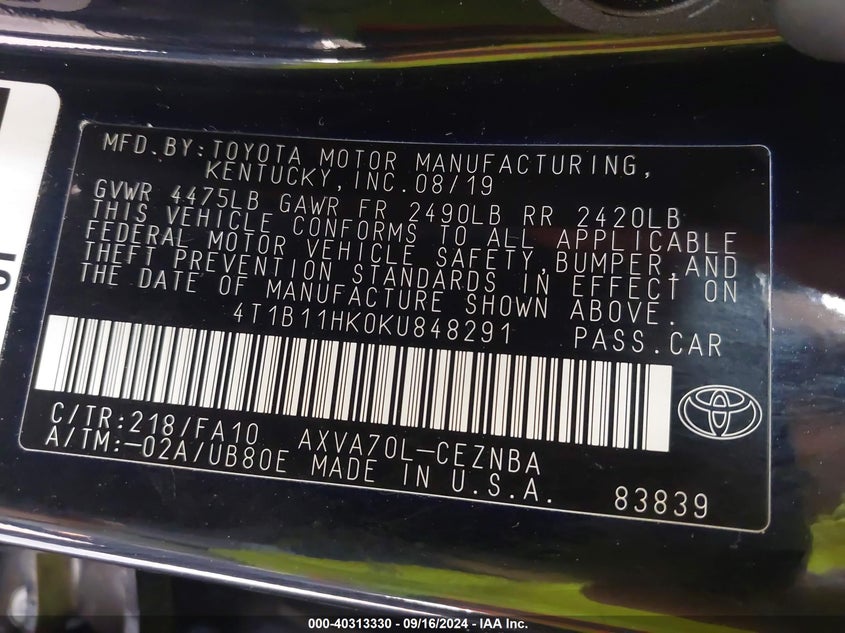 MFD.BY:TOYOTA MOTOR MANUFACTURING,
KENTUCKY,INC.08/19
GVWR 4475LB GAWR FR 2490LB RR 2420LB
THIS VEHICLE CONFORMS TO ALL APPLICABLE
FEDERAL MOTOR VEHICLE SAFETY,BUMPER,AND
THEFT PREVENTION STANDARDS IN EFFECT ON
THE DATE OF MANUFACTURE SHOWN ABOVE.
4T1B11HK0KU848291 PASS.CAR
C/TR:218/FA10 AXVA70L-CEZNBA
A/TM:-02A/UB80E MADE IN U.S.A. 83839
000-40313330 - 09/16/2024 - IAA Inc.